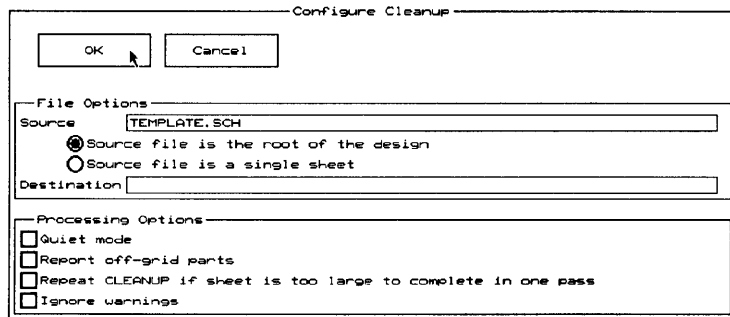 Configure Cleanup
OK Cancel
File Options
Source TEMPLATE.SCH
Source file is the root of the design
Source file is a single sheet
Destination
Processing Options
Quiet mode
Report off-grid parts
Repeat CLEANUP if sheet is too large to complete in one pass
Ignore warnings